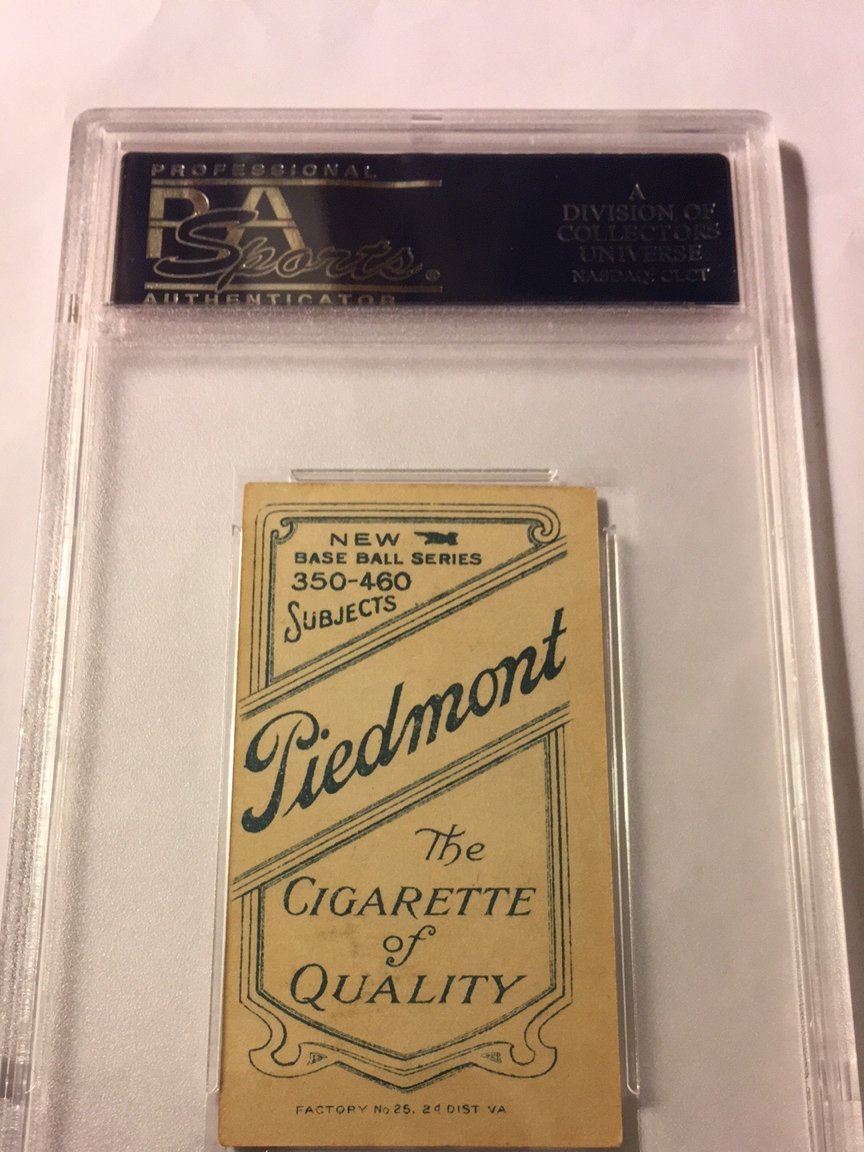 PROFESSIONAL
PSA
Sports®
AUTHENTICATOR
A
DIVISION OF
COLLECTORS
UNIVERSE
NASDAQ: CLCT
NEW
BASE BALL SERIES
350-460
SUBJECTS
Piedmont
The
CIGARETTE
of
QUALITY
FACTORY No 25, 2d DIST VA